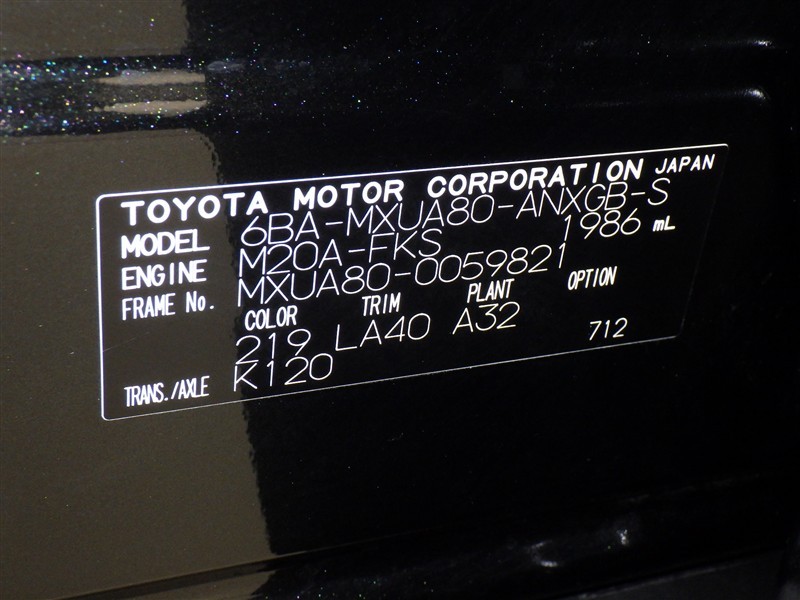 TOYOTA MOTOR CORPORATION JAPAN
MODEL 6BA-MXUA80-ANXGB-S
ENGINE M20A-FKS 1986 mL
FRAME No. MXUA80-0059821
COLOR TRIM PLANT OPTION
219 LA40 A32 712
TRANS./AXLE K120